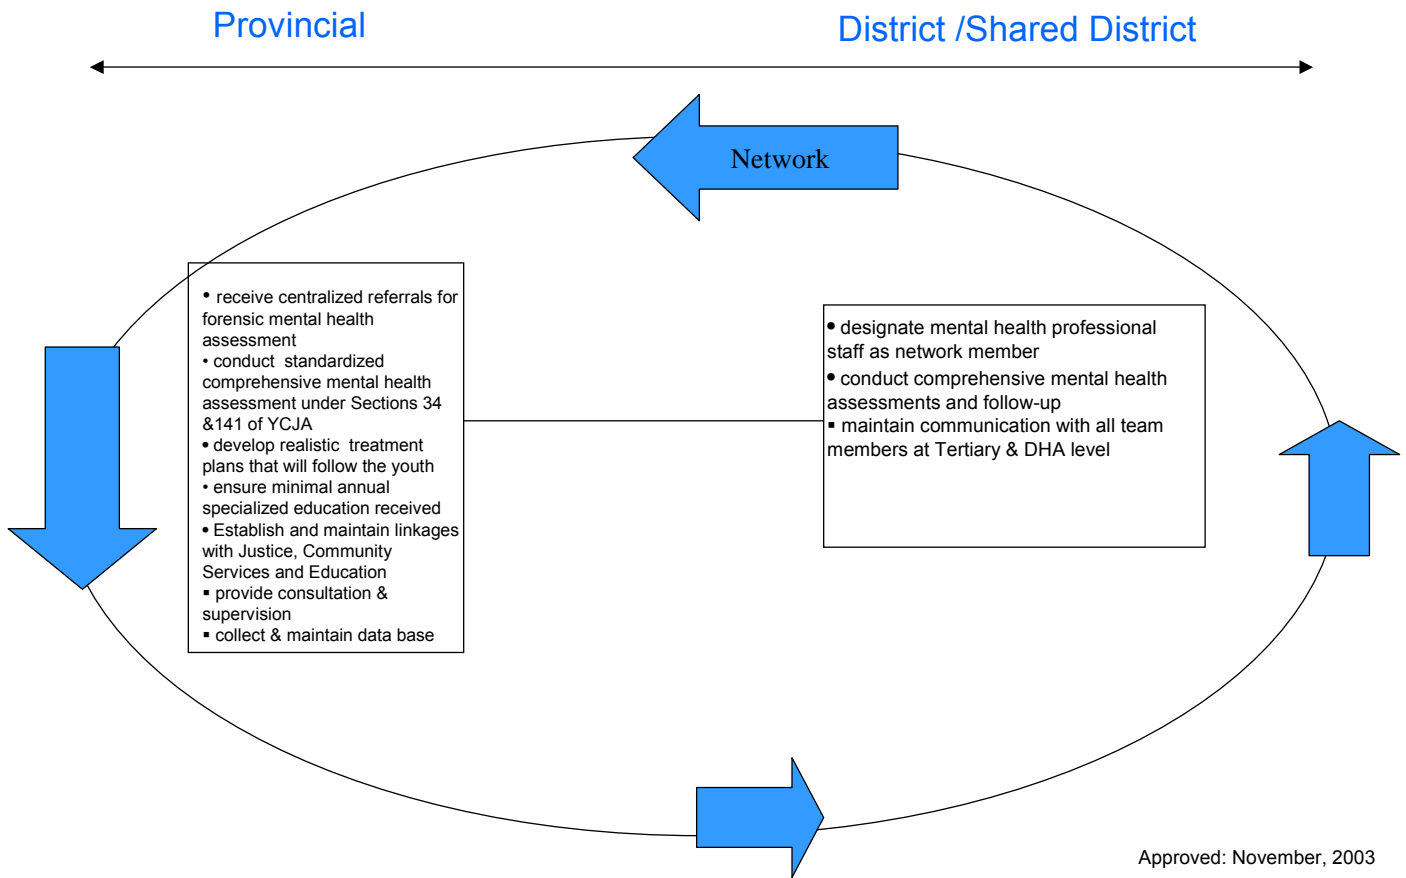 Provincial
District /Shared District
Network
• receive centralized referrals for
forensic mental health
assessment
• conduct  standardized
comprehensive mental health
assessment under Sections 34
&141 of YCJA
• develop realistic  treatment
plans that will follow the youth
• ensure minimal annual
specialized education received
• Establish and maintain linkages
with Justice, Community
Services and Education
▪ provide consultation &
supervision
▪ collect & maintain data base
• designate mental health professional
staff as network member
• conduct comprehensive mental health
assessments and follow-up
▪ maintain communication with all team
members at Tertiary & DHA level
Approved: November, 2003